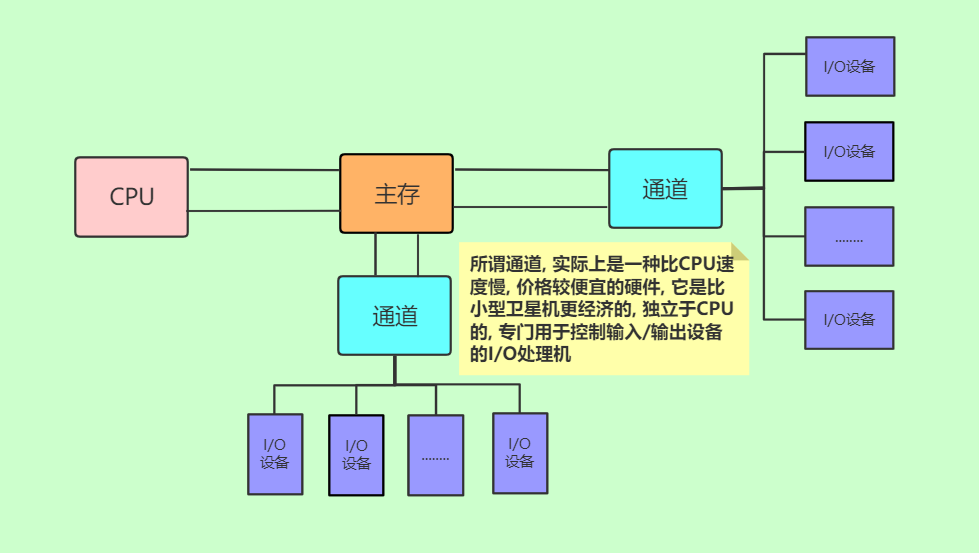 I/O设备
I/O设备
CPU
主存
通道
........
所谓通道, 实际上是一种比CPU速
度慢, 价格较便宜的硬件, 它是比
小型卫星机更经济的, 独立于CPU
的, 专门用于控制输入/输出设备
的I/O处理机
通道
I/O设备
I/O
设备
I/O
设备
........
I/O
设备